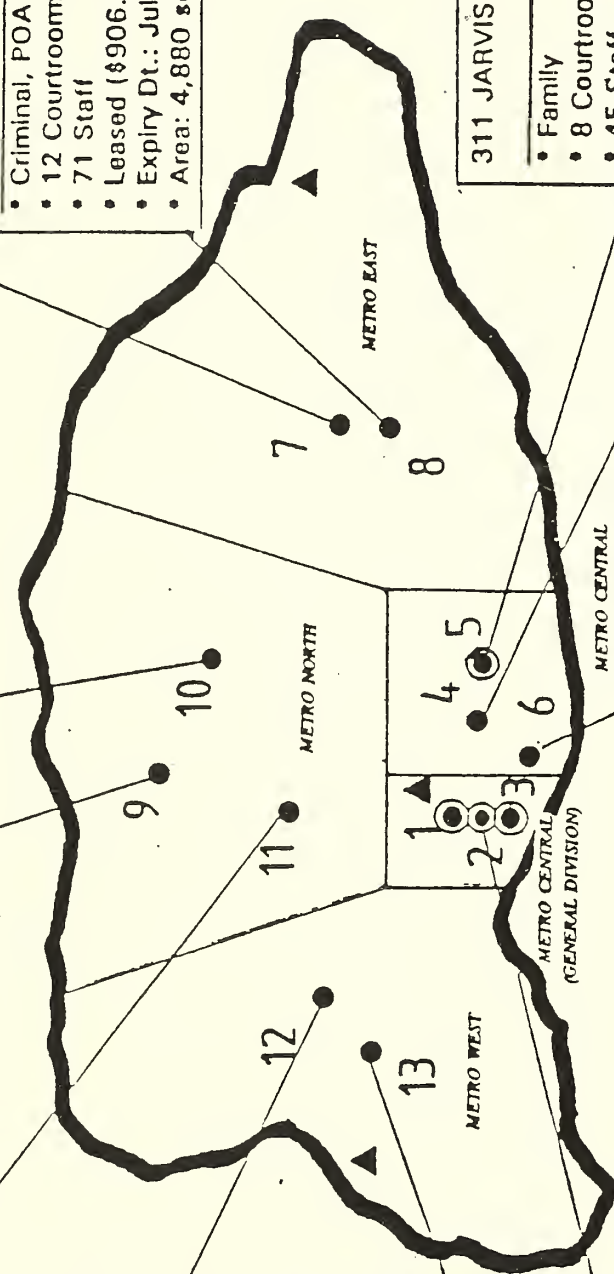 * Criminal, POA
* 12 Courtroom
* 71 Staff
* Leased ($906.
* Expiry Dt.: Jul
* Area: 4,880 s
311 JARVIS
* Family
* 8 Courtroo
* 45 Staff
METRO EAST
7
8
METRO NORTH
9
10
11
4
5
6
METRO CENTRAL
1
2
3
METRO CENTRAL
(GENERAL DIVISION)
12
13
METRO WEST